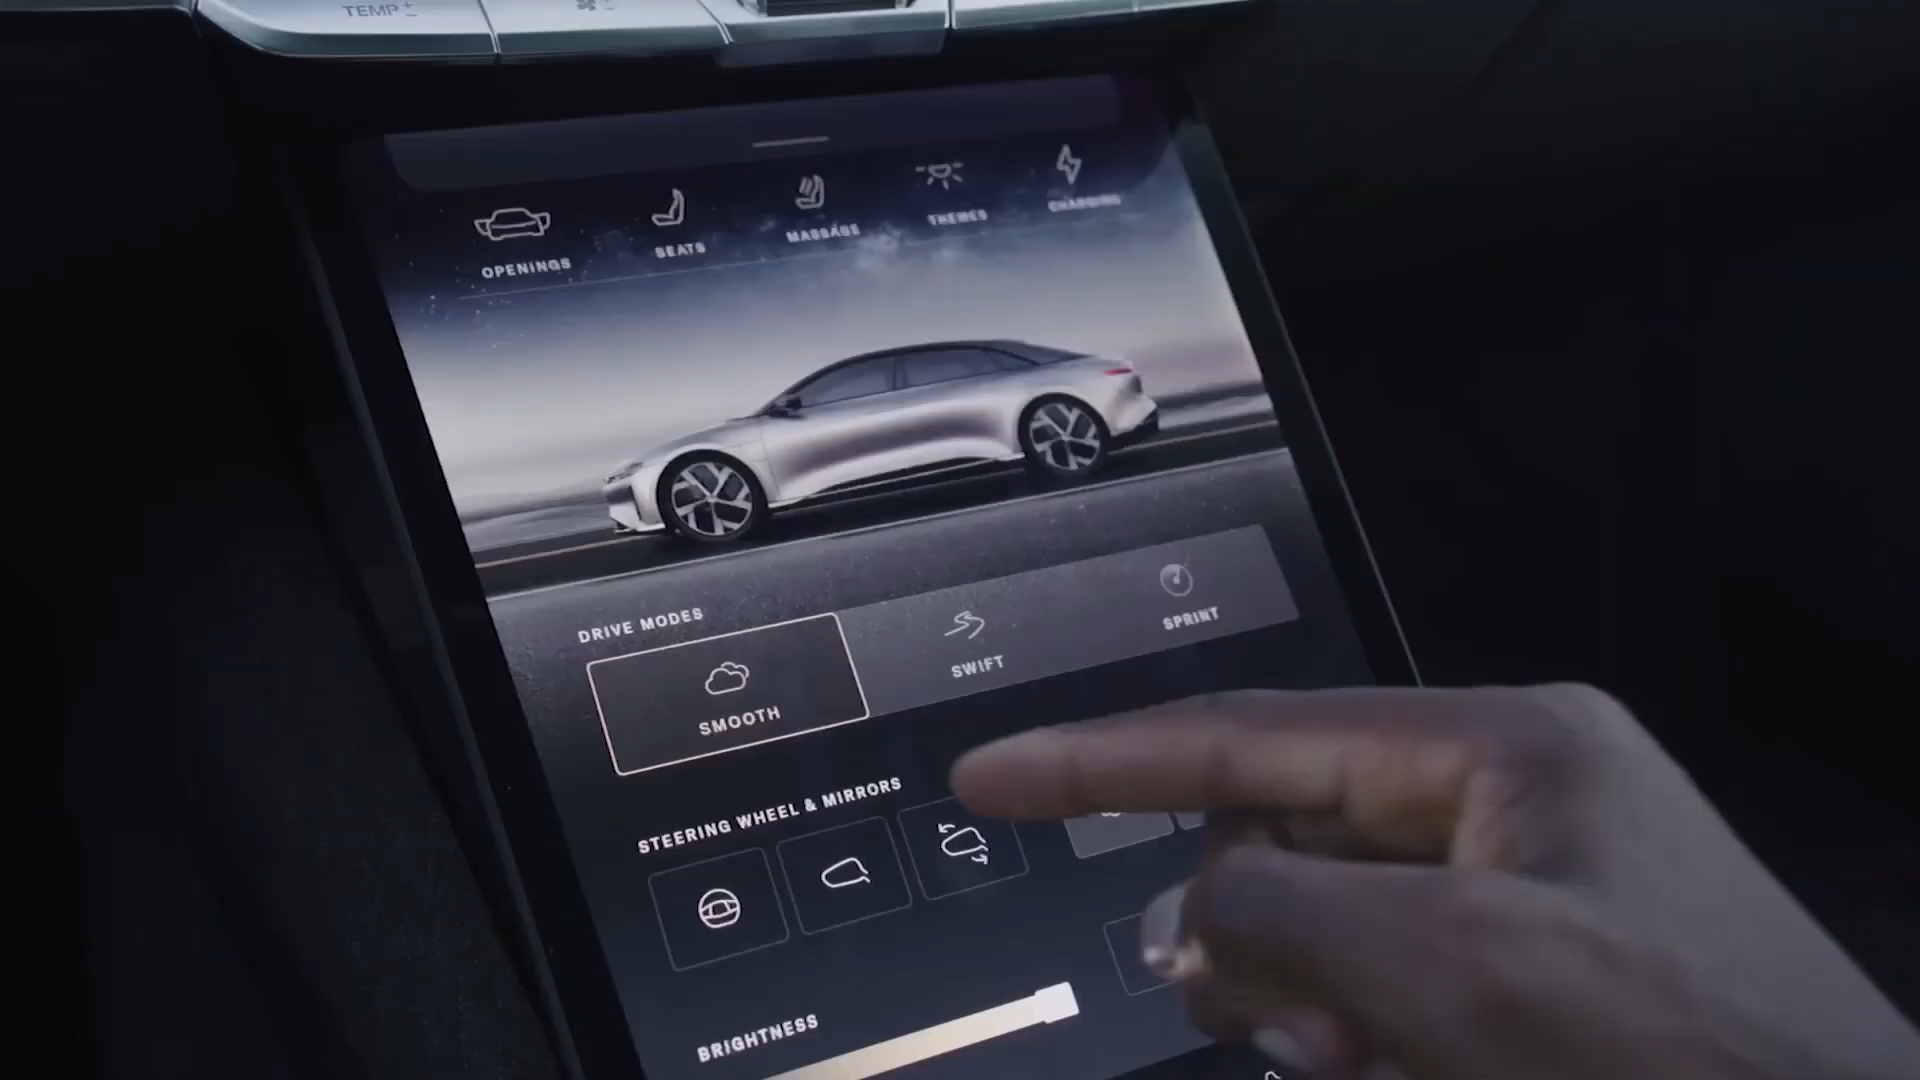 TEMP
OPENINGS
SEATS
MASSAGE
THEMES
CHARGING
DRIVE MODES
SMOOTH
SWIFT
SPRINT
STEERING WHEEL & MIRRORS
BRIGHTNESS